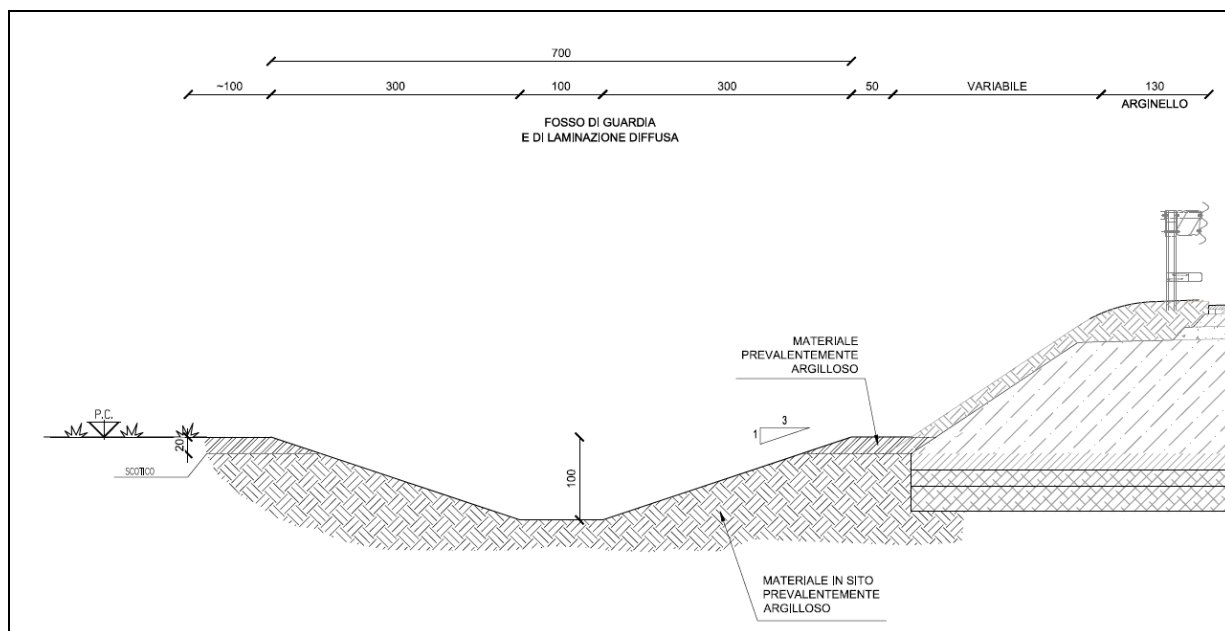 700
~100
300
100
300
50
VARIABILE
130
ARGINELLO
FOSSO DI GUARDIA
E DI LAMINAZIONE DIFFUSA
MATERIALE
PREVALENTEMENTE
ARGILLOSO
P.C.
3
1
20
100
SCOTICO
MATERIALE IN SITO
PREVALENTEMENTE
ARGILLOSO